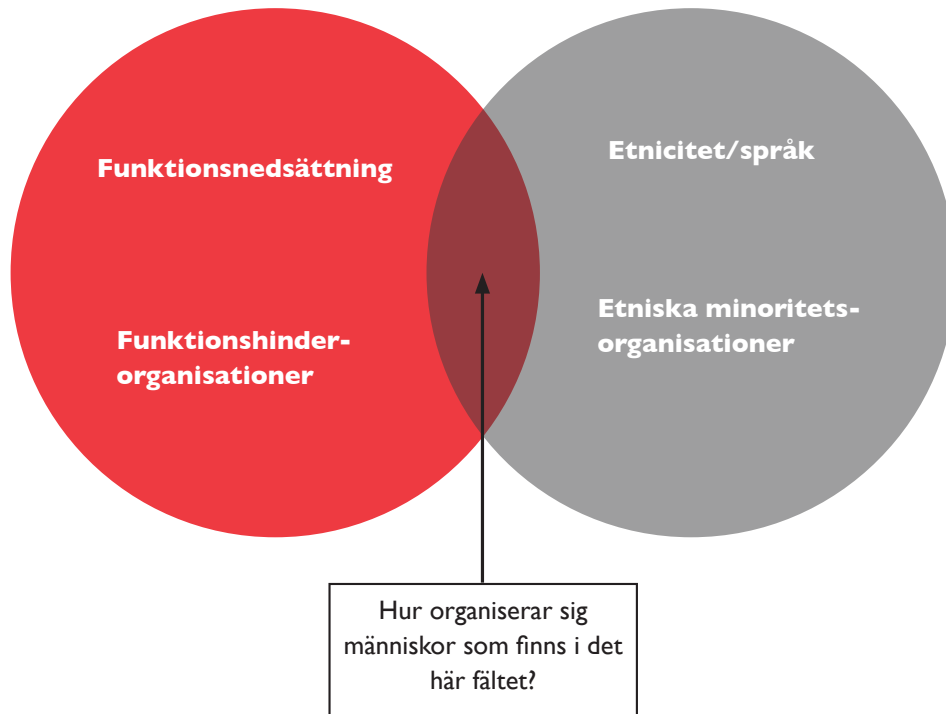 Funktionsnedsättning
Funktionshinder-
organisationer
Etnicitet/språk
Etniska minoritets-
organisationer
Hur organiserar sig
människor som finns i det
här fältet?